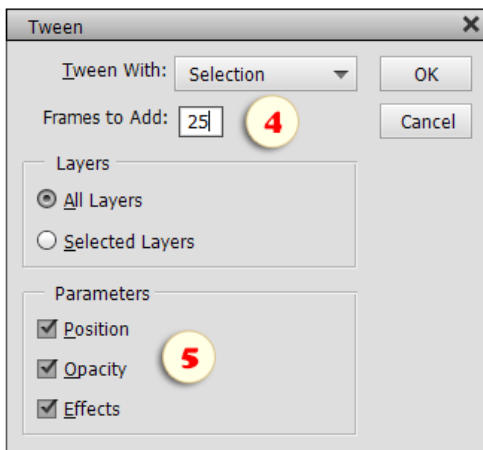 Tween
Tween With: Selection OK
Frames to Add: 25 4 Cancel
Layers
All Layers
Selected Layers
Parameters
Position
Opacity 5
Effects